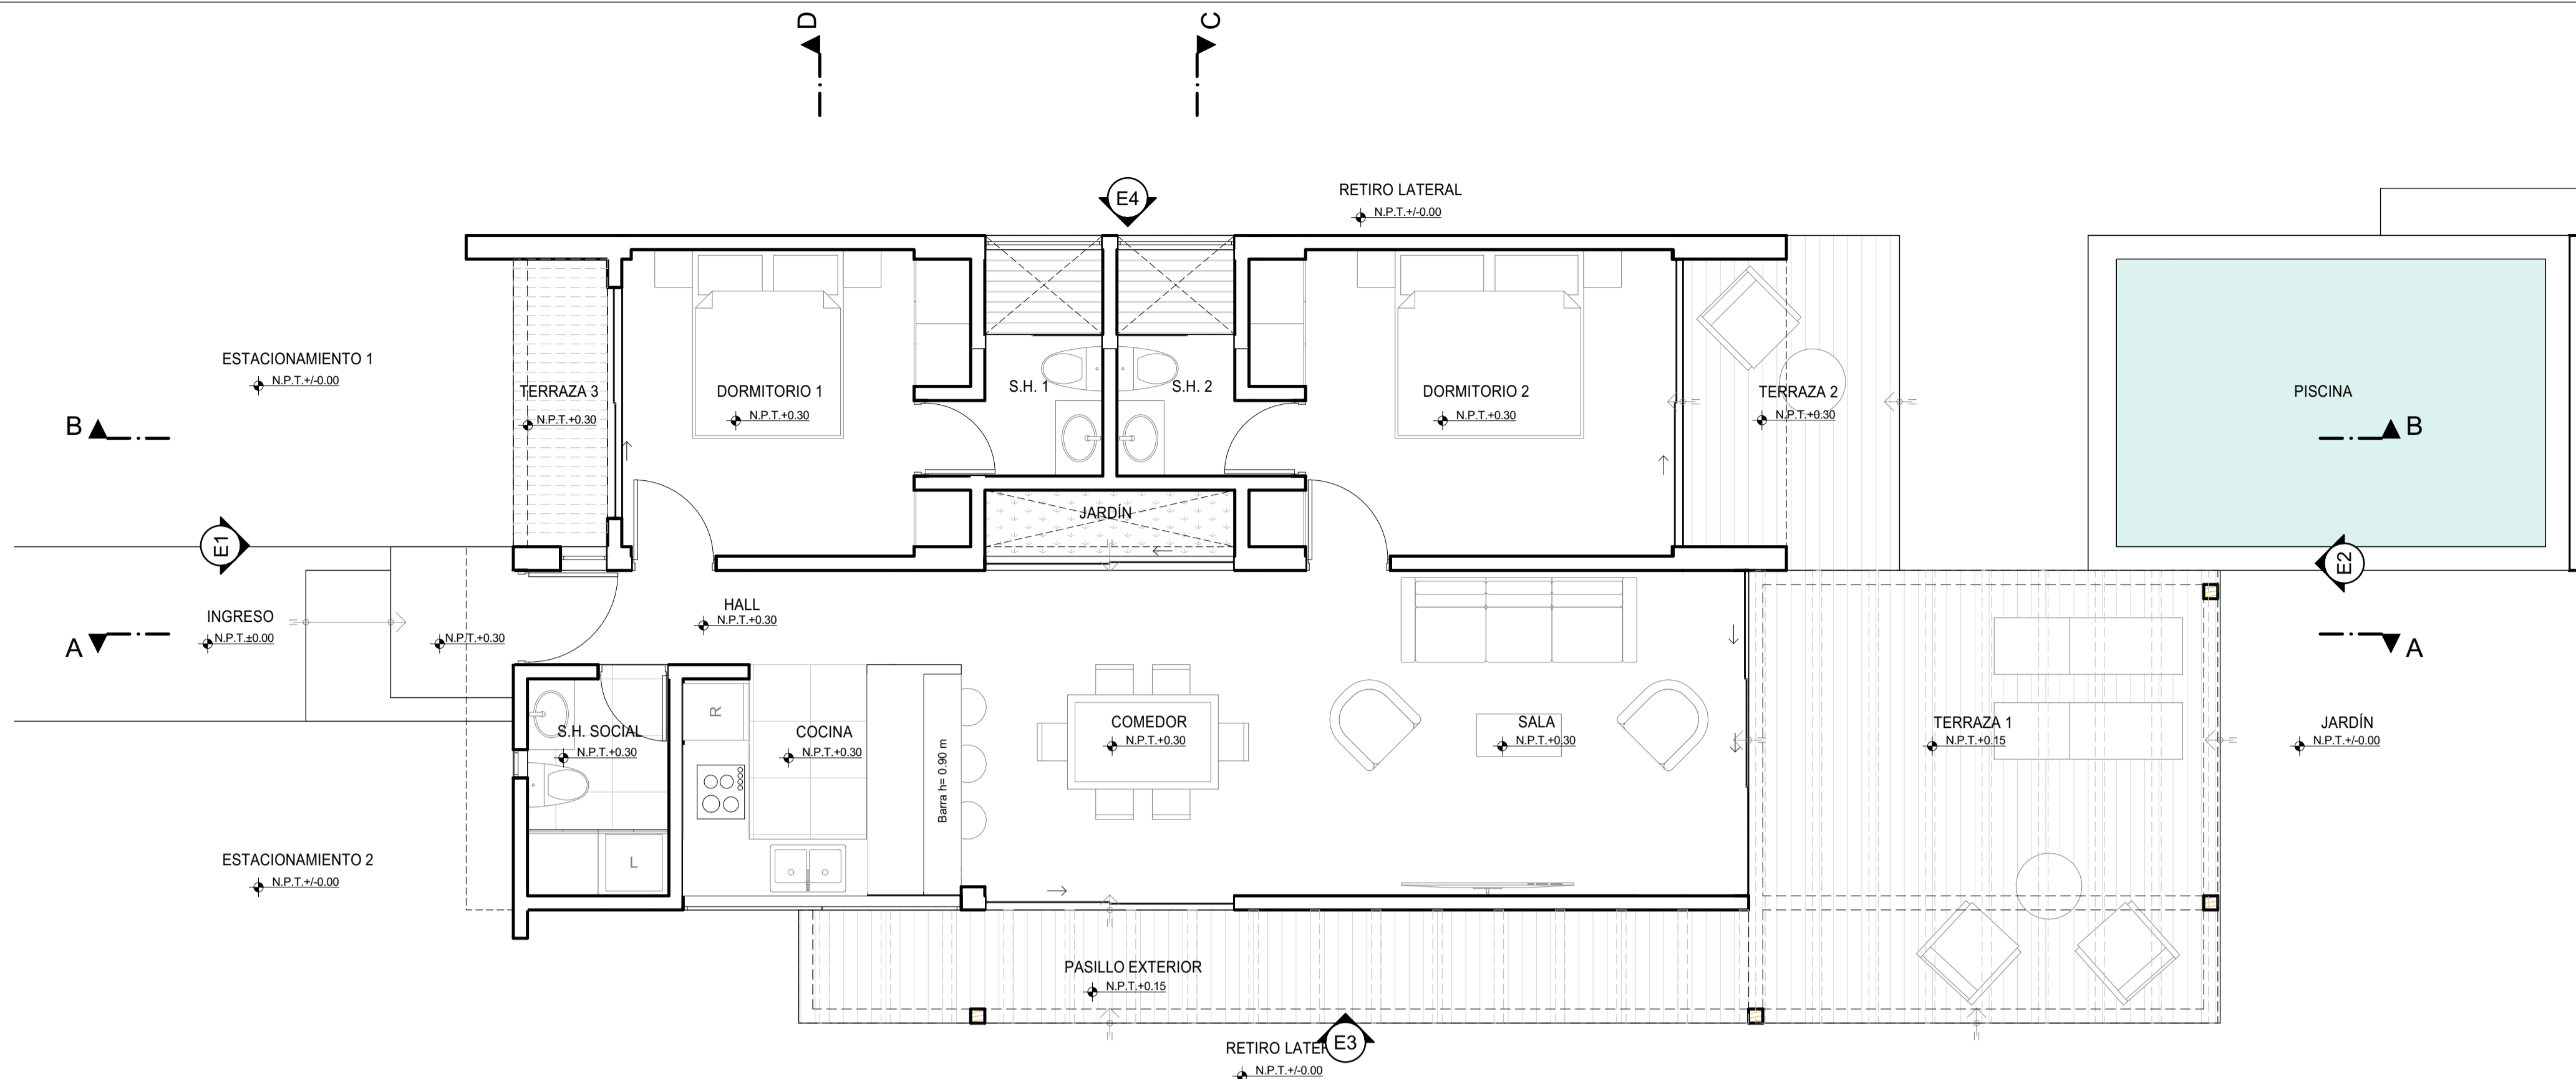 D
C
E4
RETIRO LATERAL
N.P.T.+/-0.00
ESTACIONAMIENTO 1
N.P.T.+/-0.00
TERRAZA 3
N.P.T.+0.30
DORMITORIO 1
N.P.T.+0.30
S.H. 1
S.H. 2
DORMITORIO 2
N.P.T.+0.30
TERRAZA 2
N.P.T.+0.30
PISCINA
B
B
JARDÍN
E1
E2
INGRESO
N.P.T.±0.00
N.P.T.+0.30
HALL
N.P.T.+0.30
A
A
R
S.H. SOCIAL
N.P.T.+0.30
COCINA
N.P.T.+0.30
Barra h= 0.90 m
COMEDOR
N.P.T.+0.30
SALA
N.P.T.+0.30
TERRAZA 1
N.P.T.+0.15
JARDÍN
N.P.T.+/-0.00
ESTACIONAMIENTO 2
N.P.T.+/-0.00
L
PASILLO EXTERIOR
N.P.T.+0.15
RETIRO LATE
E3
N.P.T.+/-0.00